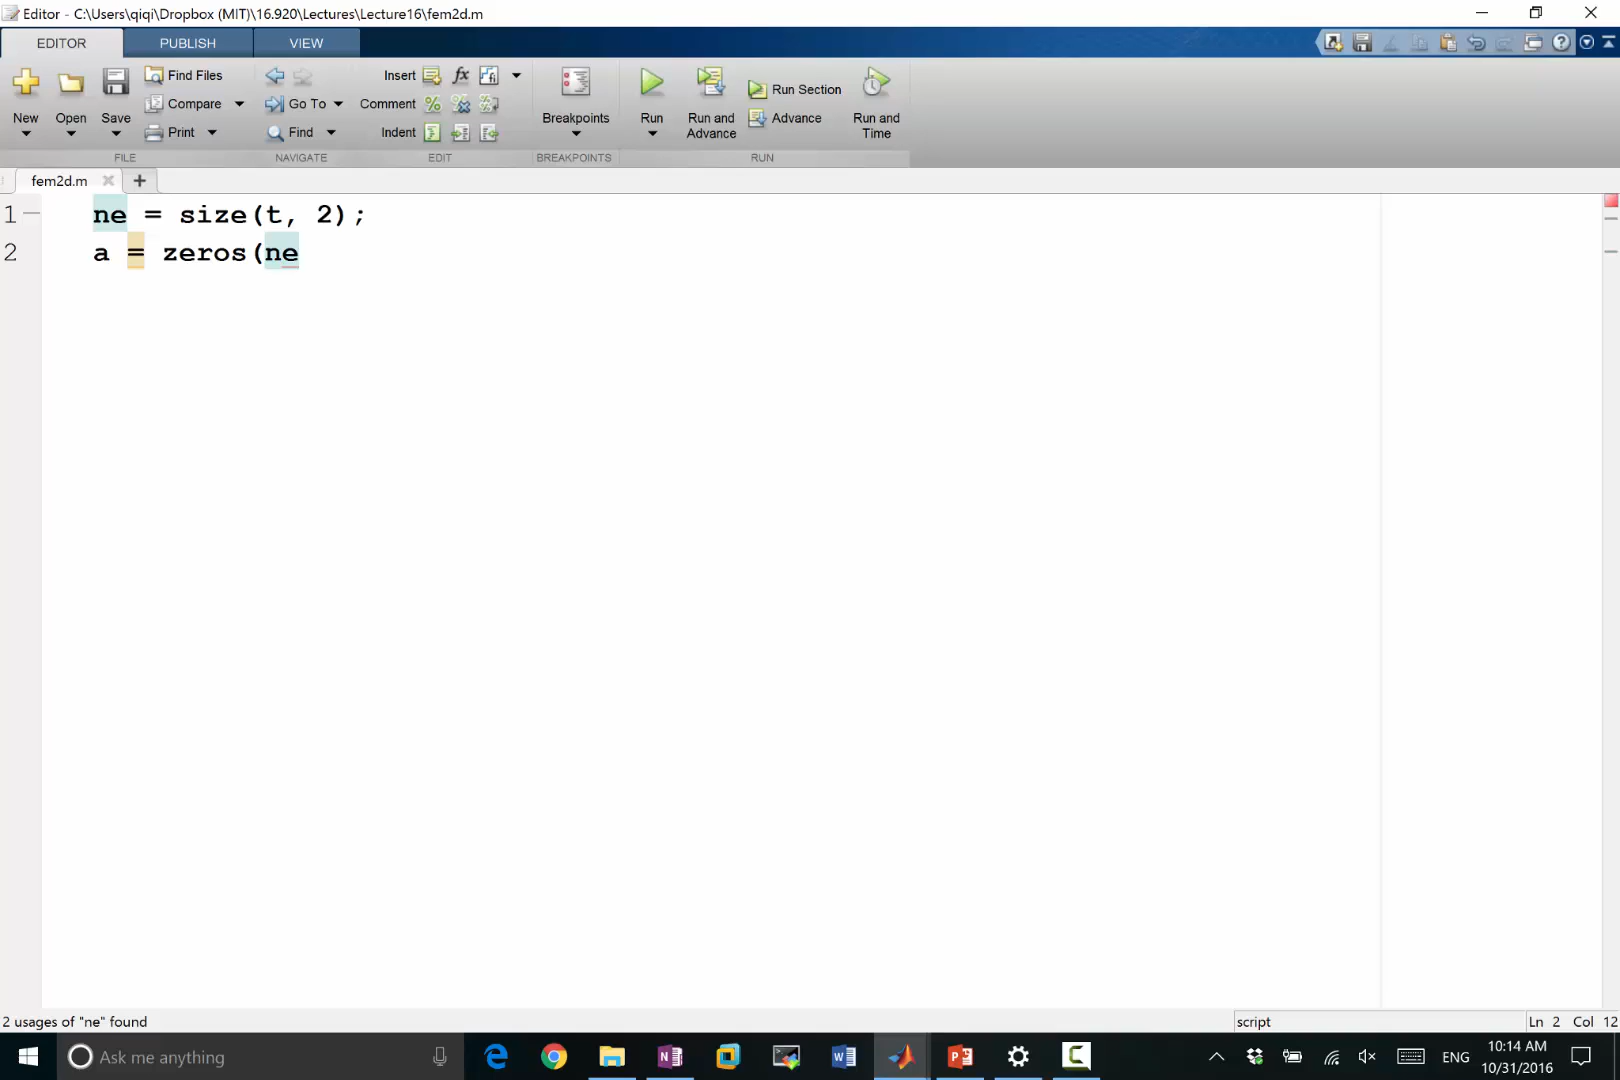 Editor - C:\Users\qiqi\Dropbox (MIT)\16.920\Lectures\Lecture16\fem2d.m
EDITOR PUBLISH VIEW
New Open Save
Find Files
Compare
Print
Go To
Find
Insert fx
Comment
Indent
Breakpoints
Run
Run and Advance
Run Section
Advance
Run and Time
FILE NAVIGATE EDIT BREAKPOINTS RUN
fem2d.m
1 ne = size(t, 2);
2 a = zeros(ne
2 usages of "ne" found
script
Ln 2 Col 12
Ask me anything
ENG
10:14 AM
10/31/2016